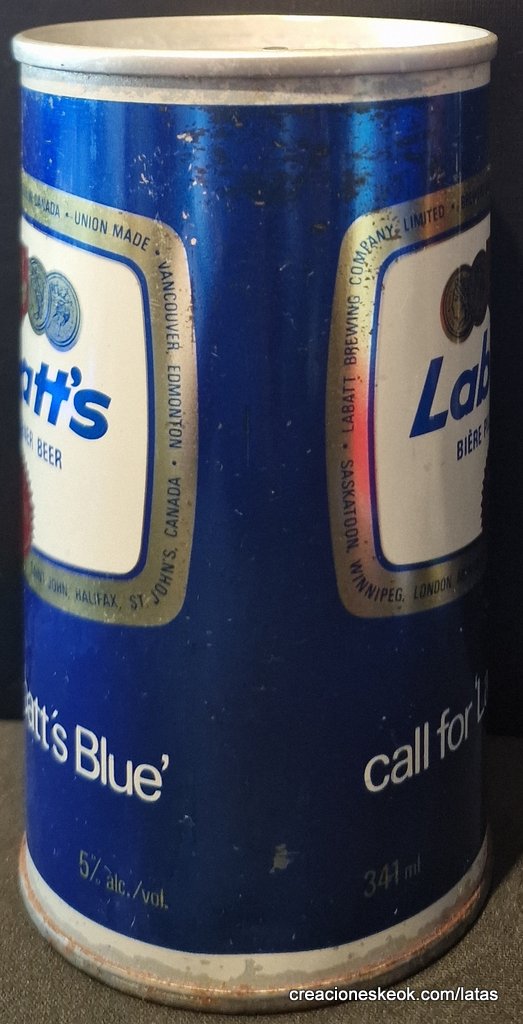 CANADA • UNION MADE • VANCOUVER, EDMONTON
SAINT JOHN, HALIFAX, ST. JOHN'S, CANADA •
att's
BEER
att's Blue'
5% alc./vol.
SASKATOON, • LABATT BREWING COMPANY LIMITED •
WINNIPEG, LONDON
Lab
BIÈRE
call for
341 ml
creacioneskeok.com/latas